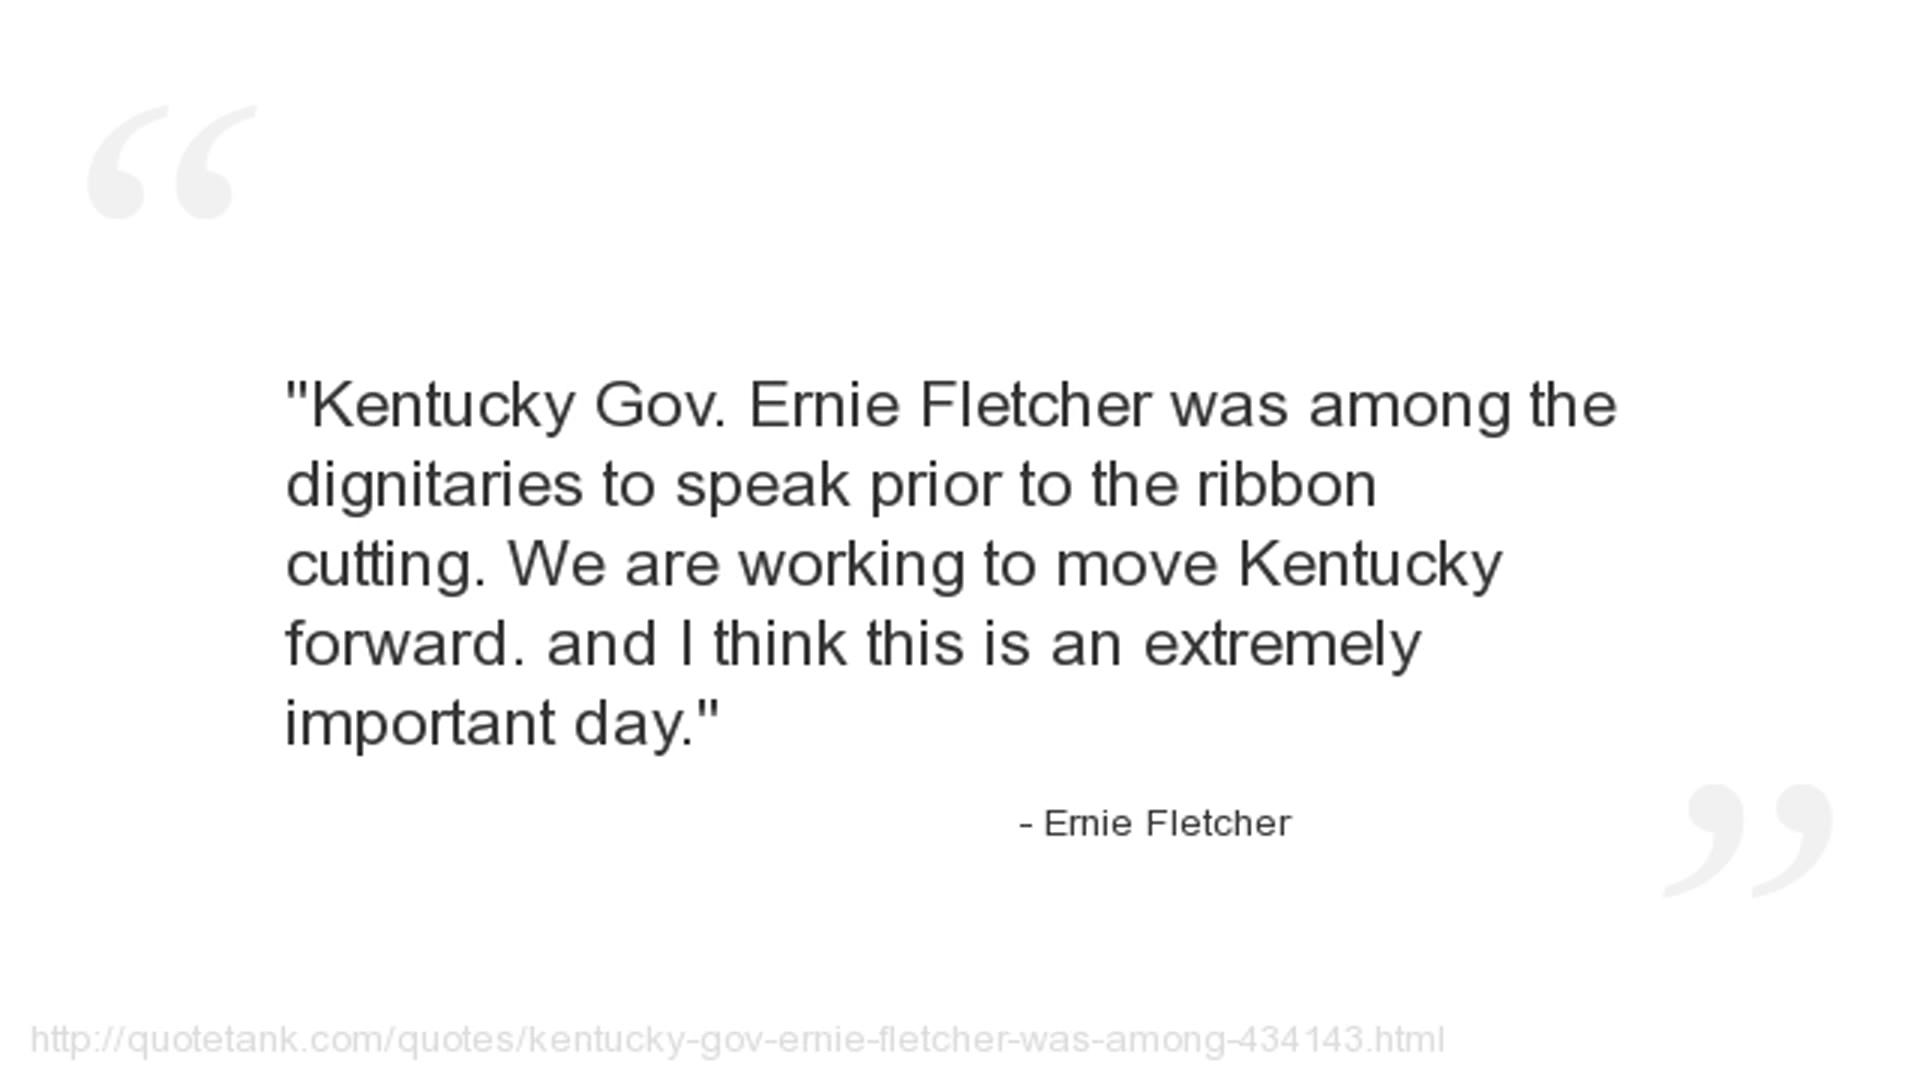 "Kentucky Gov. Ernie Fletcher was among the
dignitaries to speak prior to the ribbon
cutting. We are working to move Kentucky
forward. and I think this is an extremely
important day."
- Ernie Fletcher
http://quotetank.com/quotes/kentucky-gov-ernie-fletcher-was-among-434143.html